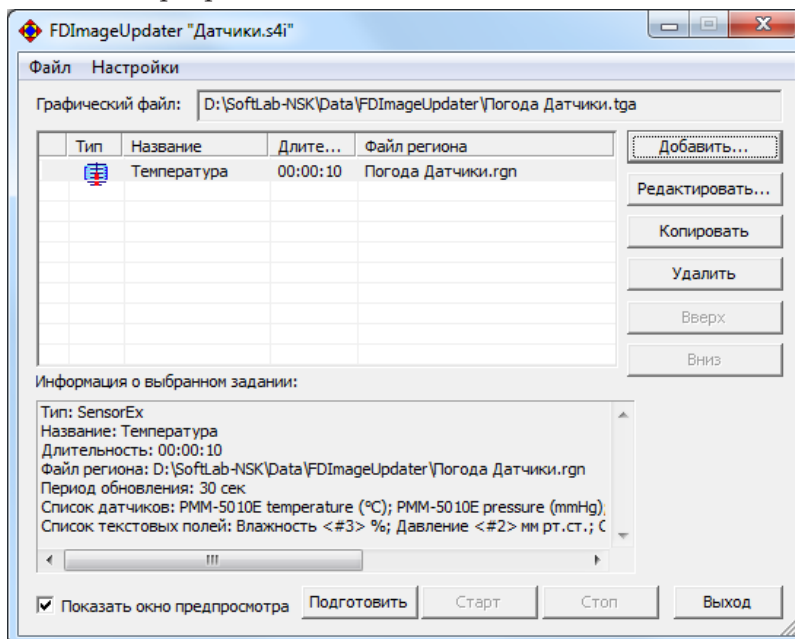 FDImageUpdater "Датчики.s4i"
Файл Настройки
Графический файл: D:\SoftLab-NSK\Data\FDImageUpdater\Погода Датчики.tga
Тип Название Длите... Файл региона
Температура 00:00:10 Погода Датчики.rgn
Добавить...
Редактировать...
Копировать
Удалить
Вверх
Вниз
Информация о выбранном задании:
Тип: SensorEx
Название: Температура
Длительность: 00:00:10
Файл региона: D:\SoftLab-NSK\Data\FDImageUpdater\Погода Датчики.rgn
Период обновления: 30 сек
Список датчиков: PMM-5010E temperature (°C); PMM-5010E pressure (mmHg);
Список текстовых полей: Влажность <#3> %; Давление <#2> мм рт.ст.; С
Показать окно предпросмотра Подготовить Старт Стоп Выход